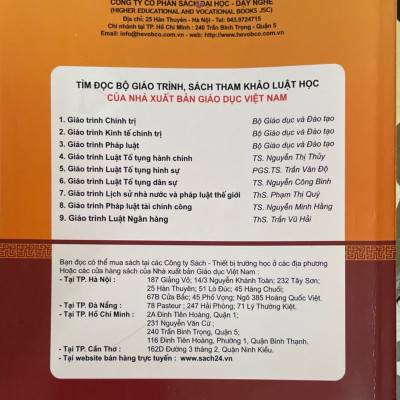 CÔNG TY CỔ PHẦN SÁCH ĐẠI HỌC - DẠY NGHỀ
(HIGHER EDUCATIONAL AND VOCATIONAL BOOKS JSC)
Địa chỉ: 25 Hàn Thuyên - Hà Nội - Tel: 043.9724715
Chi nhánh tại TP. Hồ Chí Minh : 240 Trần Bình Trọng - Quận 5
Email: info@hevobco.com.vn; Website: www.hevobco.com.vn
TÌM ĐỌC BỘ GIÁO TRÌNH, SÁCH THAM KHẢO LUẬT HỌC
CỦA NHÀ XUẤT BẢN GIÁO DỤC VIỆT NAM
1. Giáo trình Chính trị Bộ Giáo dục và Đào tạo
2. Giáo trình Kinh tế chính trị Bộ Giáo dục và Đào tạo
3. Giáo trình Pháp luật Bộ Giáo dục và Đào tạo
4. Giáo trình Luật Tố tụng hành chính TS. Nguyễn Thị Thủy
5. Giáo trình Luật Tố tụng hình sự PGS.TS. Trần Văn Độ
6. Giáo trình Luật Tố tụng dân sự TS. Nguyễn Công Bình
7. Giáo trình Lịch sử nhà nước và pháp luật thế giới ThS. Phạm Thị Quý
8. Giáo trình Pháp luật tài chính công TS. Nguyễn Minh Hằng
9. Giáo trình Luật Ngân hàng ThS. Trần Vũ Hải
Bạn đọc có thể mua sách tại các Công ty Sách - Thiết bị trường học ở các địa phương
Hoặc các cửa hàng sách của Nhà xuất bản Giáo dục Việt Nam :
- Tại TP. Hà Nội : 187 Giảng Võ; 14/3 Nguyễn Khánh Toàn; 232 Tây Sơn;
25 Hàn Thuyên; 51 Lò Đúc; 45 Hàng Chuối;
67B Cửa Bắc; 45 Phố Vọng; Ngõ 385 Hoàng Quốc Việt.
- Tại TP. Đà Nẵng : 78 Pasteur; 247 Hải Phòng; 71 Lý Thường Kiệt.
- Tại TP. Hồ Chí Minh : 2A Đinh Tiên Hoàng, Quận 1;
231 Nguyễn Văn Cừ ;
240 Trần Bình Trọng, Quận 5;
116 Đinh Tiên Hoàng, Phường 1, Quận Bình Thạnh.
- Tại TP. Cần Thơ : 162D Đường 3 tháng 2, Quận Ninh Kiều.
- Tại website bán hàng trực tuyến : www.sach24.vn